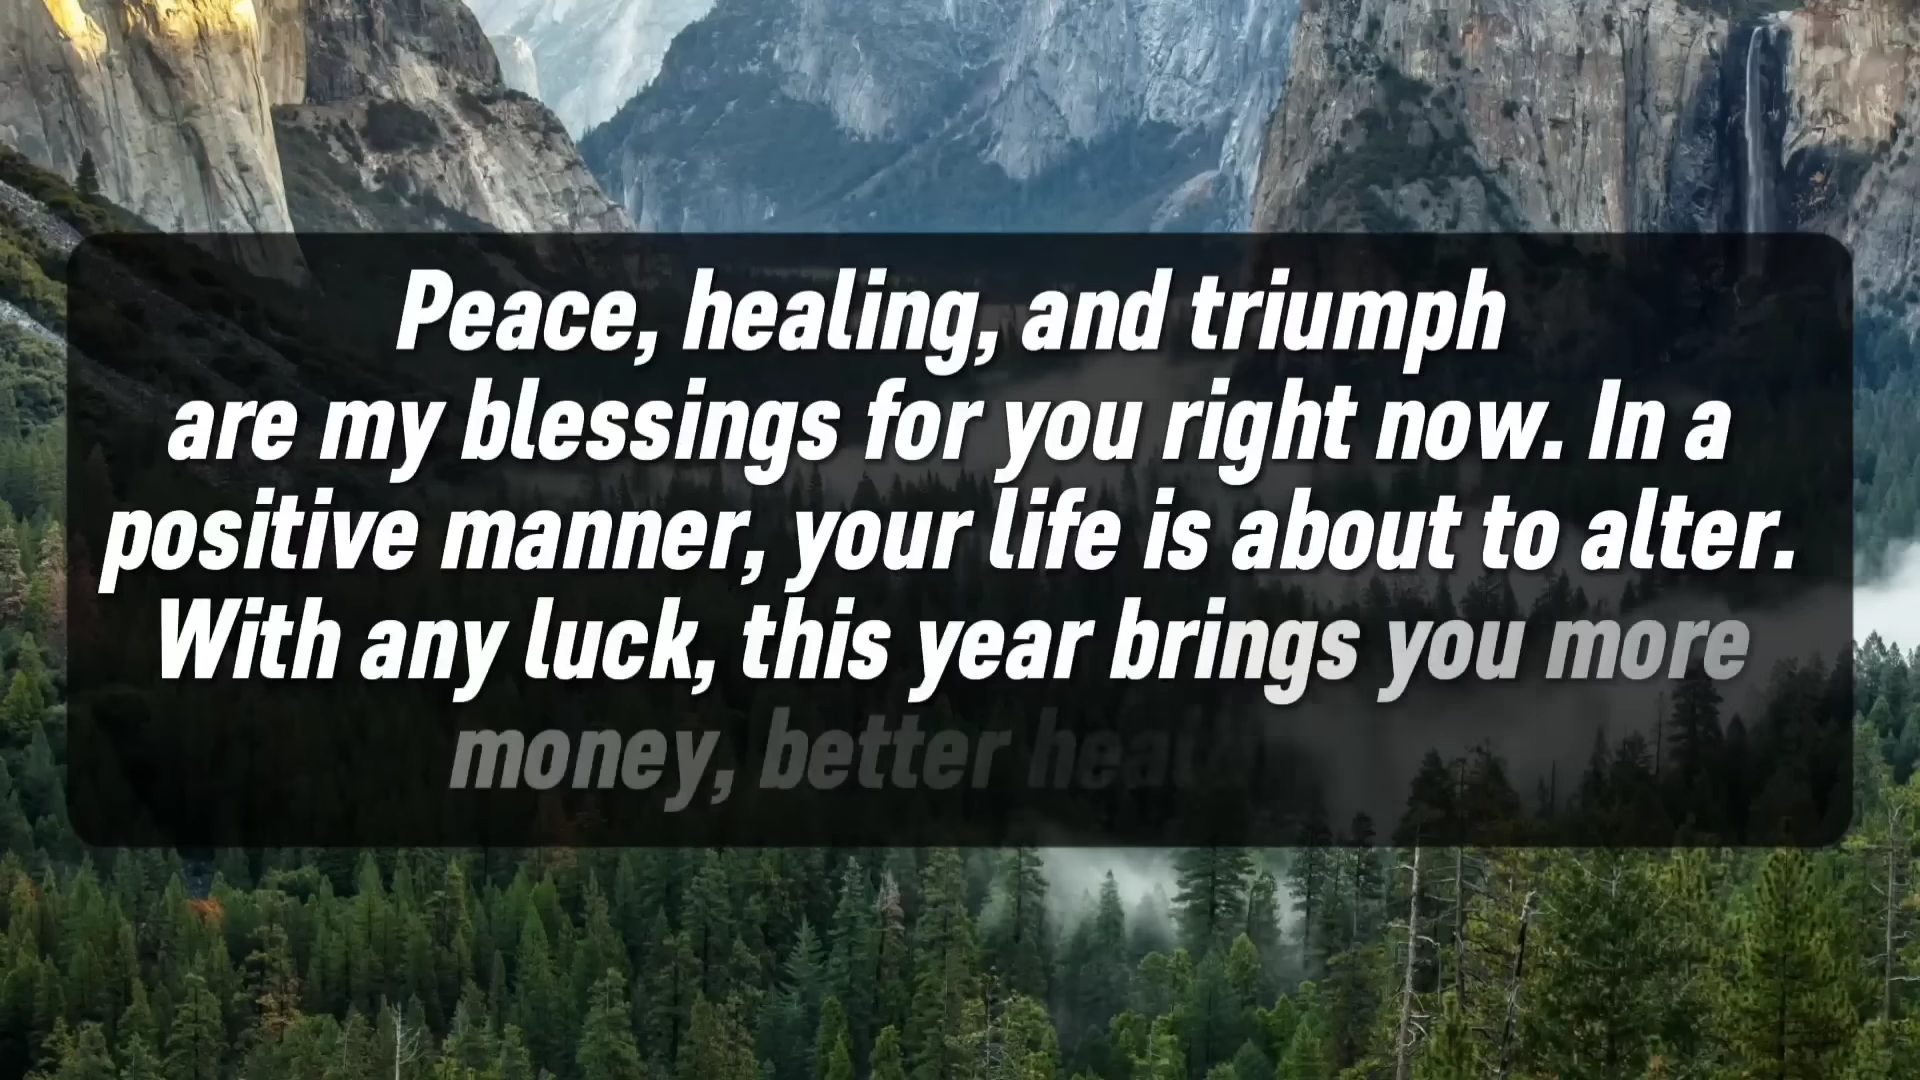 Peace, healing, and triumph
are my blessings for you right now. In a
positive manner, your life is about to alter.
With any luck, this year brings you more
money, better